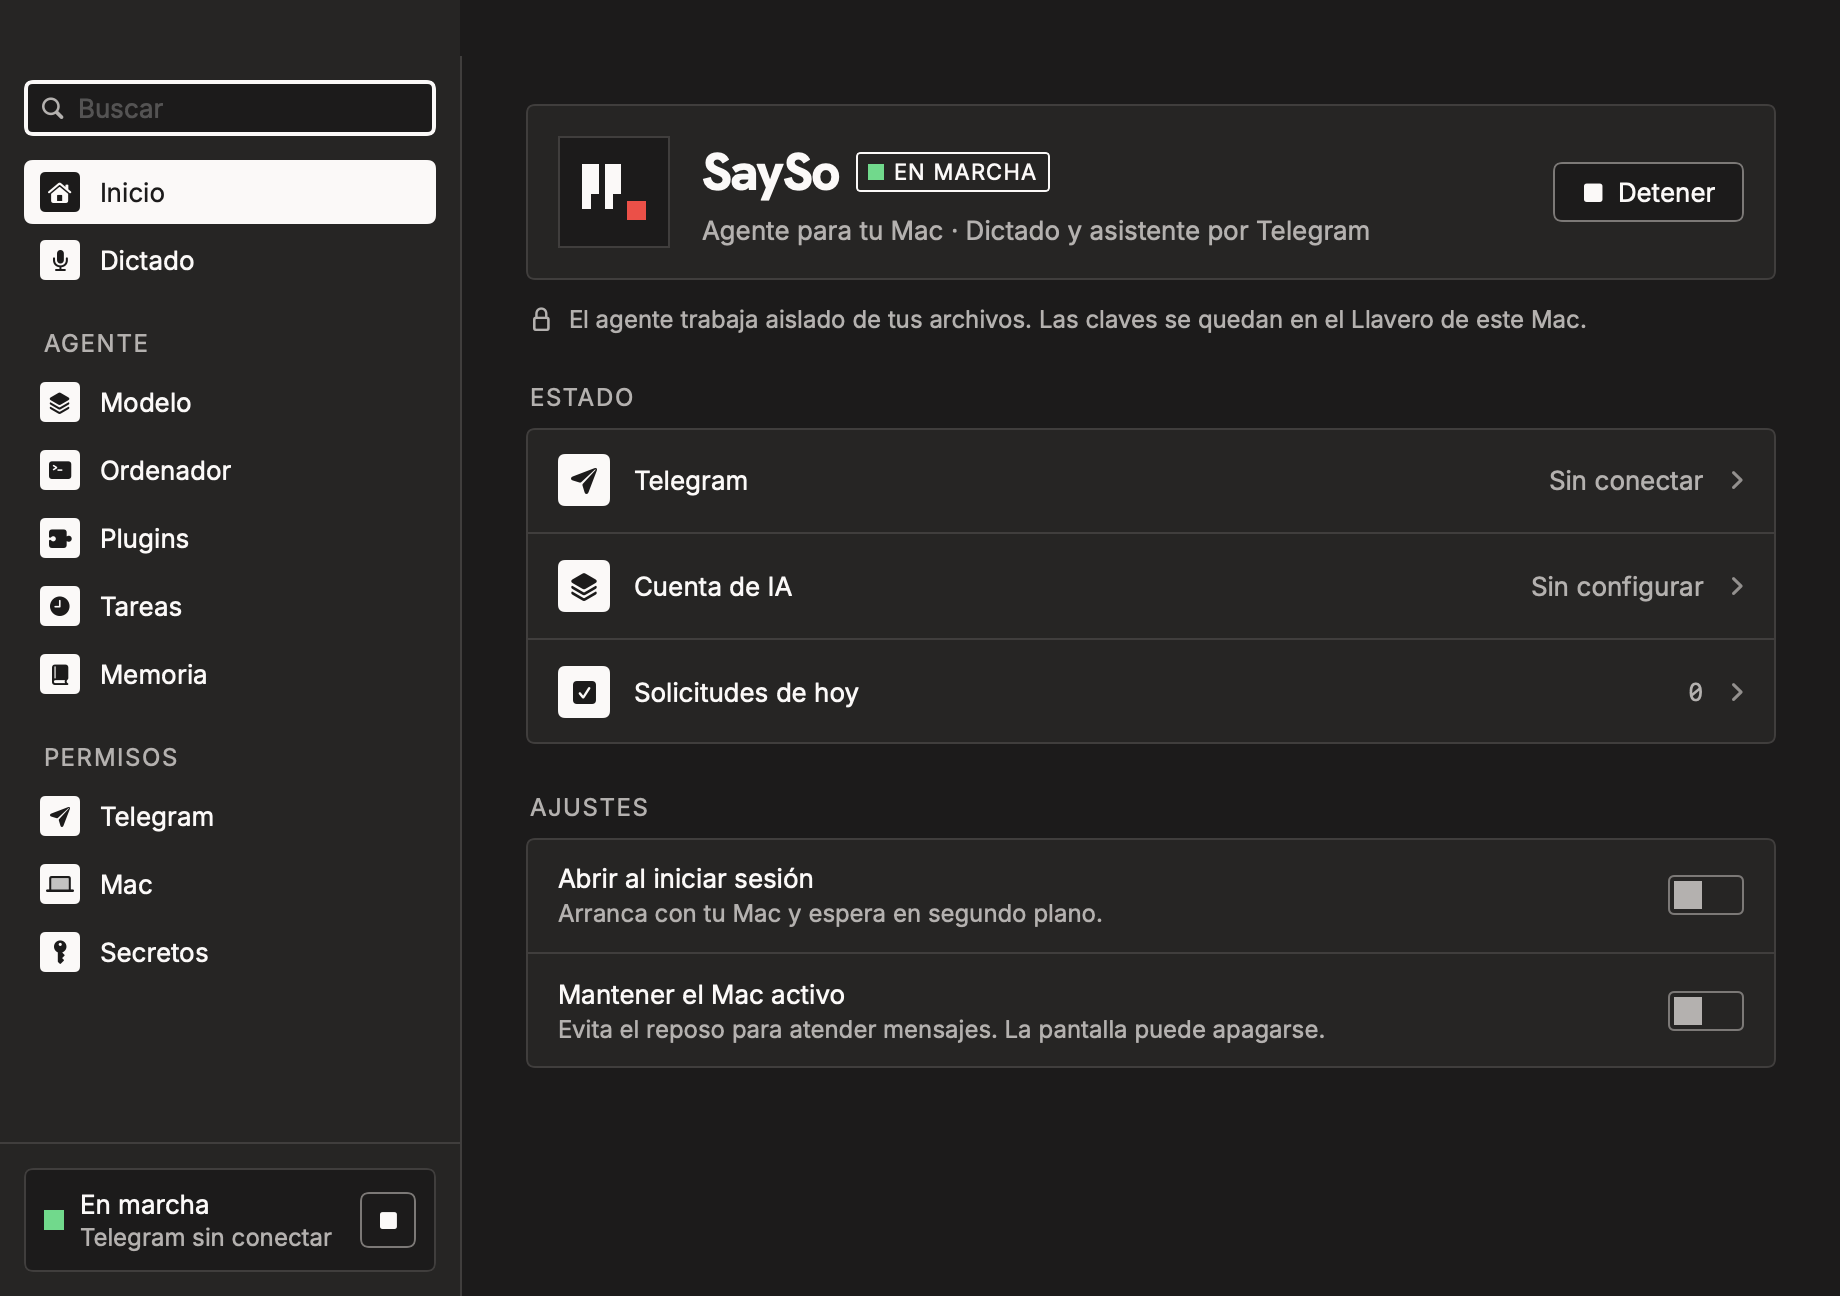 Buscar
Inicio
Dictado
AGENTE
Modelo
Ordenador
Plugins
Tareas
Memoria
PERMISOS
Telegram
Mac
Secretos
En marcha
Telegram sin conectar
SaySo
EN MARCHA
Agente para tu Mac · Dictado y asistente por Telegram
Detener
El agente trabaja aislado de tus archivos. Las claves se quedan en el Llavero de este Mac.
ESTADO
Telegram
Sin conectar
Cuenta de IA
Sin configurar
Solicitudes de hoy
0
AJUSTES
Abrir al iniciar sesión
Arranca con tu Mac y espera en segundo plano.
Mantener el Mac activo
Evita el reposo para atender mensajes. La pantalla puede apagarse.